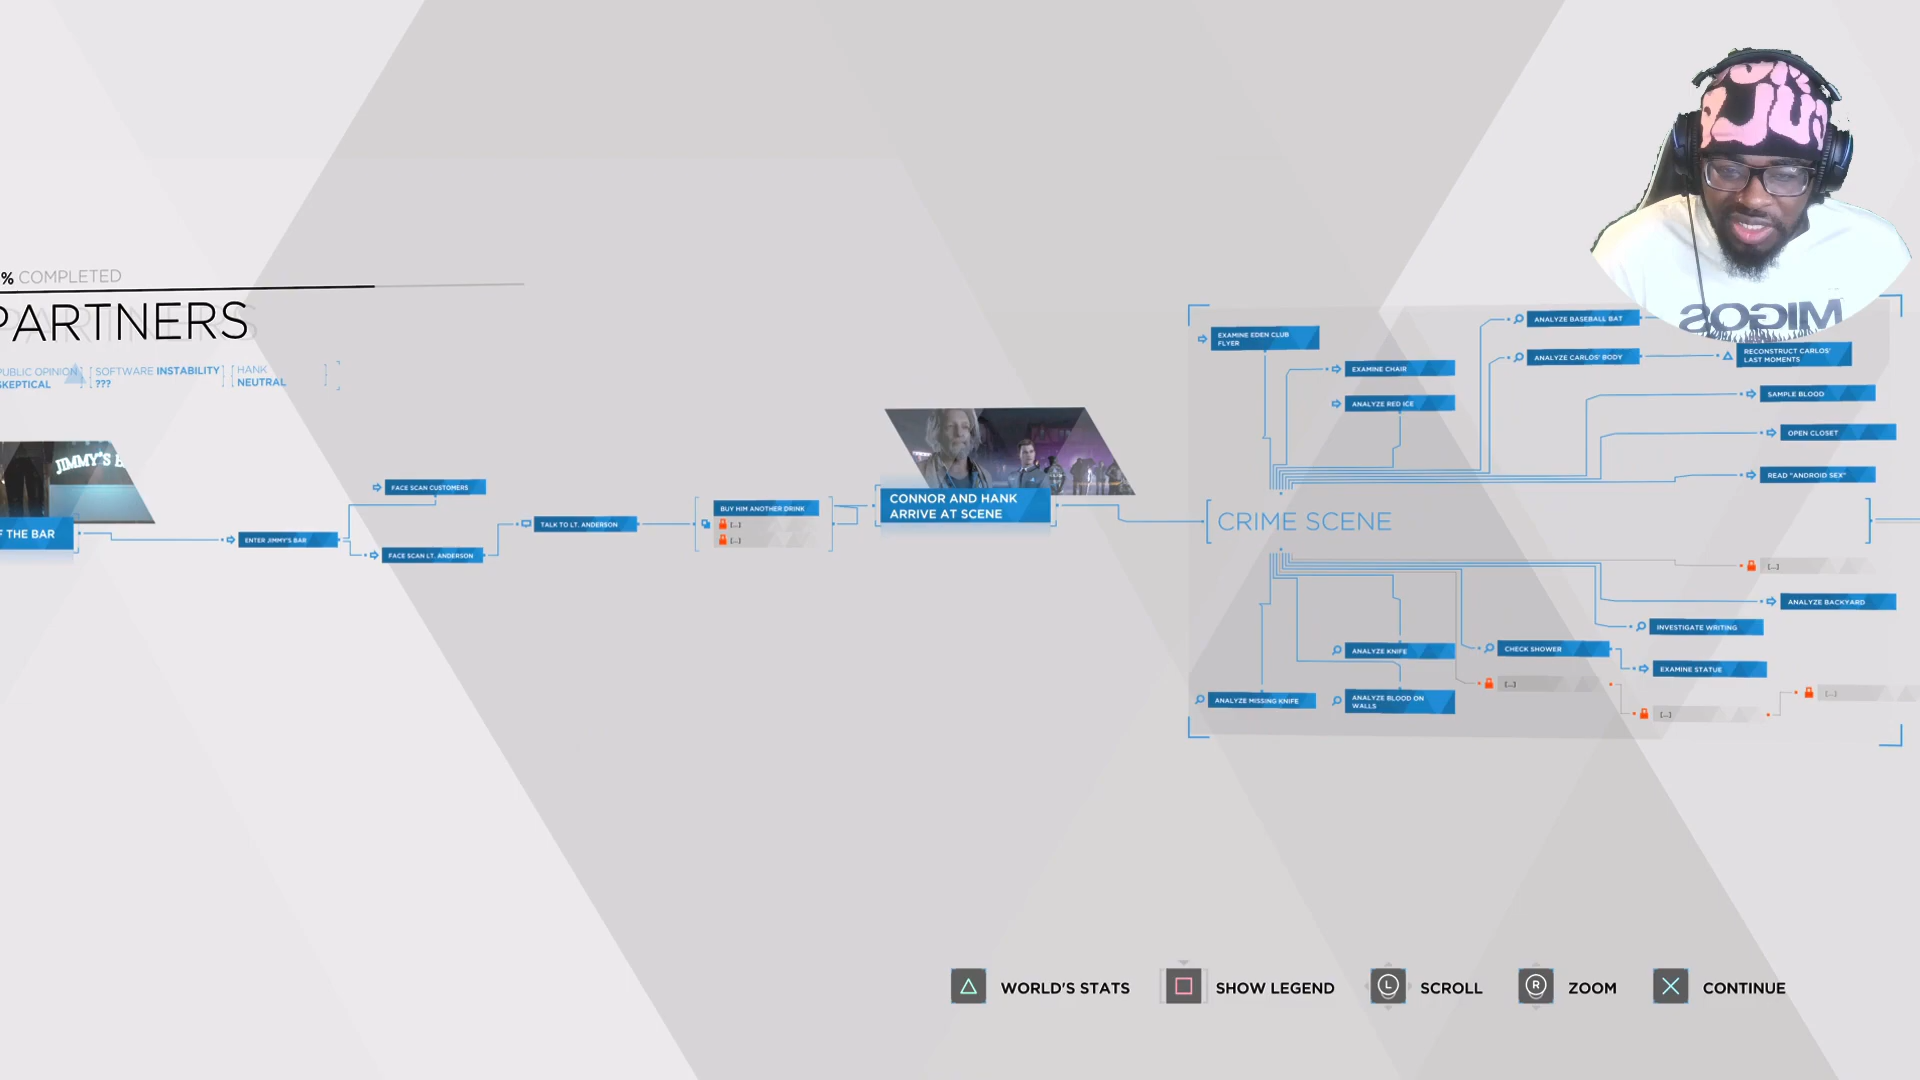 % COMPLETED
PARTNERS
PUBLIC OPINION
SKEPTICAL
SOFTWARE INSTABILITY
???
HANK
NEUTRAL
JIMMY'S B
F THE BAR
ENTER JIMMY'S BAR
FACE SCAN CUSTOMERS
FACE SCAN LT. ANDERSON
TALK TO LT. ANDERSON
BUY HIM ANOTHER DRINK
[...]
[...]
CONNOR AND HANK
ARRIVE AT SCENE
CRIME SCENE
EXAMINE EDEN CLUB
FLYER
EXAMINE CHAIR
ANALYZE RED ICE
ANALYZE BASEBALL BAT
ANALYZE CARLOS' BODY
RECONSTRUCT CARLOS'
LAST MOMENTS
SAMPLE BLOOD
OPEN CLOSET
READ "ANDROID SEX"
[...]
ANALYZE BACKYARD
INVESTIGATE WRITING
ANALYZE KNIFE
CHECK SHOWER
EXAMINE STATUE
[...]
[...]
[...]
ANALYZE MISSING KNIFE
ANALYZE BLOOD ON
WALLS
MIGOS
WORLD'S STATS
SHOW LEGEND
L
SCROLL
R
ZOOM
CONTINUE